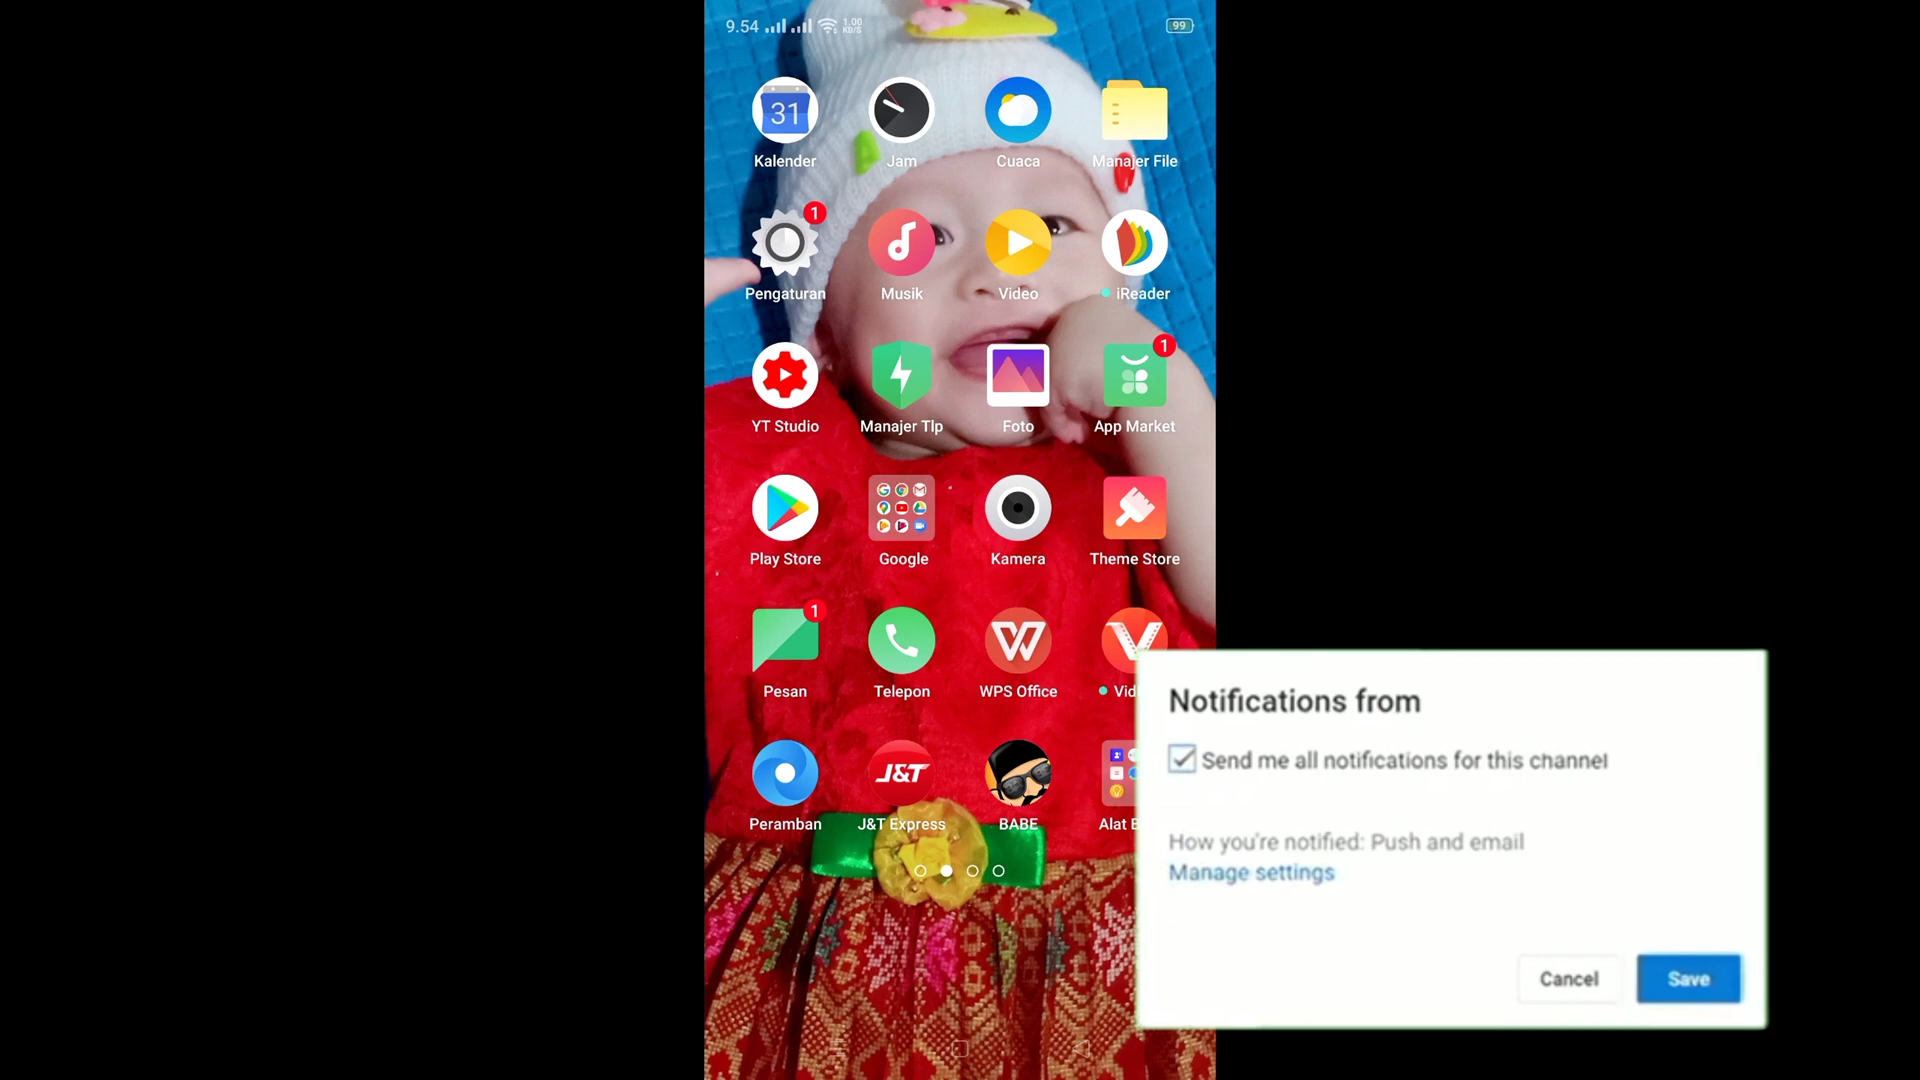 9.54 1.00 KB/S 99
31
Kalender Jam Cuaca Manajer File
1
Pengaturan Musik Video iReader
1
YT Studio Manajer Tlp Foto App Market
Play Store Google Kamera Theme Store
1
Pesan Telepon WPS Office Vid
J&T
Peramban J&T Express BABE Alat B
Notifications from
Send me all notifications for this channel
How you're notified: Push and email
Manage settings
Cancel Save